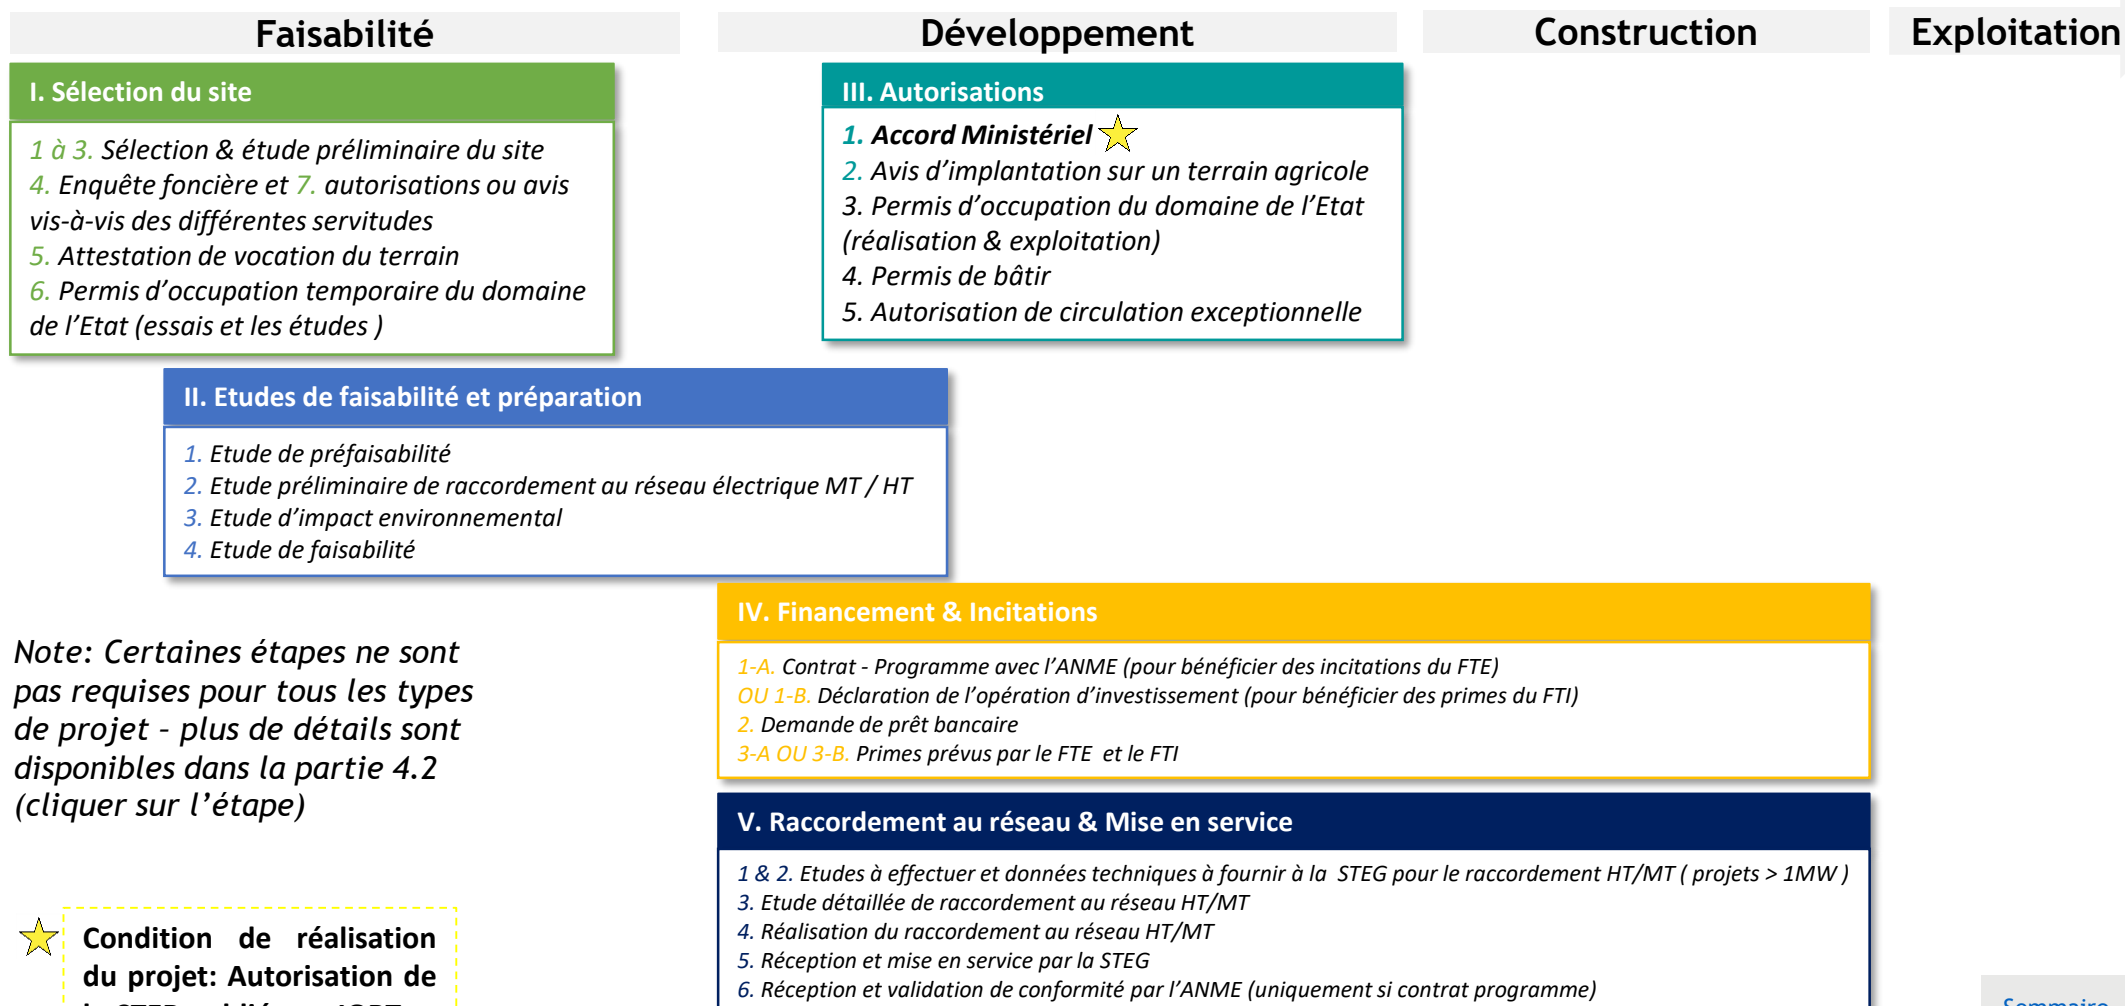 Faisabilité
Développement
Construction
Exploitation
I. Sélection du site
1 à 3. Sélection & étude préliminaire du site
4. Enquête foncière et 7. autorisations ou avis
vis-à-vis des différentes servitudes
5. Attestation de vocation du terrain
6. Permis d’occupation temporaire du domaine
de l’Etat (essais et les études )
III. Autorisations
1. Accord Ministériel
2. Avis d’implantation sur un terrain agricole
3. Permis d’occupation du domaine de l’Etat
(réalisation & exploitation)
4. Permis de bâtir
5. Autorisation de circulation exceptionnelle
II. Etudes de faisabilité et préparation
1. Etude de préfaisabilité
2. Etude préliminaire de raccordement au réseau électrique MT / HT
3. Etude d’impact environnemental
4. Etude de faisabilité
IV. Financement & Incitations
1-A. Contrat - Programme avec l’ANME (pour bénéficier des incitations du FTE)
OU 1-B. Déclaration de l’opération d’investissement (pour bénéficier des primes du FTI)
2. Demande de prêt bancaire
3-A OU 3-B. Primes prévus par le FTE et le FTI
Note: Certaines étapes ne sont
pas requises pour tous les types
de projet – plus de détails sont
disponibles dans la partie 4.2
(cliquer sur l’étape)
V. Raccordement au réseau & Mise en service
1 & 2. Etudes à effectuer et données techniques à fournir à la STEG pour le raccordement HT/MT ( projets > 1MW )
3. Etude détaillée de raccordement au réseau HT/MT
4. Réalisation du raccordement au réseau HT/MT
5. Réception et mise en service par la STEG
6. Réception et validation de conformité par l’ANME (uniquement si contrat programme)
Condition de réalisation
du projet: Autorisation de
Sommaire